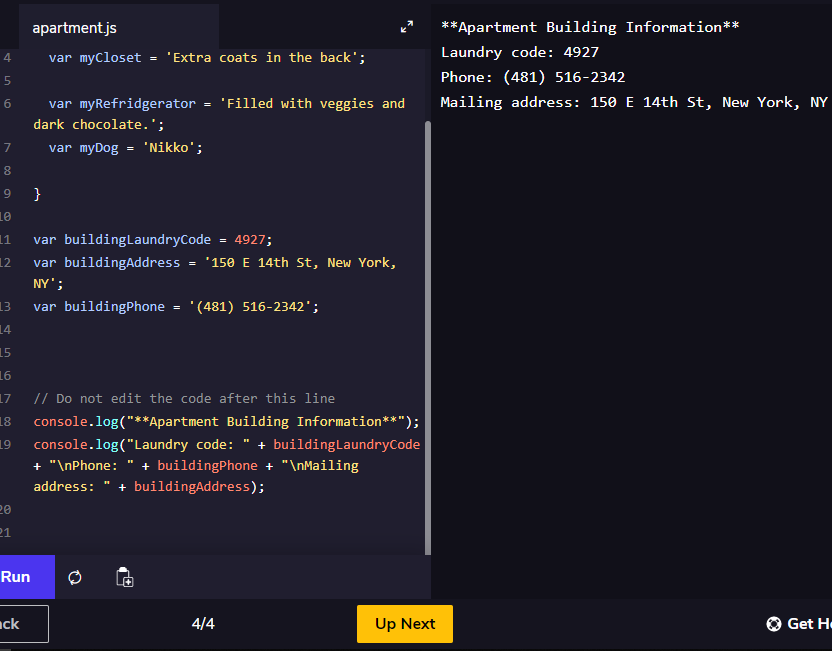 apartment.js
4 var myCloset = 'Extra coats in the back';
5
6 var myRefridgerator = 'Filled with veggies and
dark chocolate.';
7 var myDog = 'Nikko';
8
9 }
10
11 var buildingLaundryCode = 4927;
12 var buildingAddress = '150 E 14th St, New York,
NY';
13 var buildingPhone = '(481) 516-2342';
14
15
16
17 // Do not edit the code after this line
18 console.log("**Apartment Building Information**");
19 console.log("Laundry code: " + buildingLaundryCode
+ "\nPhone: " + buildingPhone + "\nMailing
address: " + buildingAddress);
20
21
**Apartment Building Information**
Laundry code: 4927
Phone: (481) 516-2342
Mailing address: 150 E 14th St, New York, NY
Run
ack
4/4
Up Next
Get He